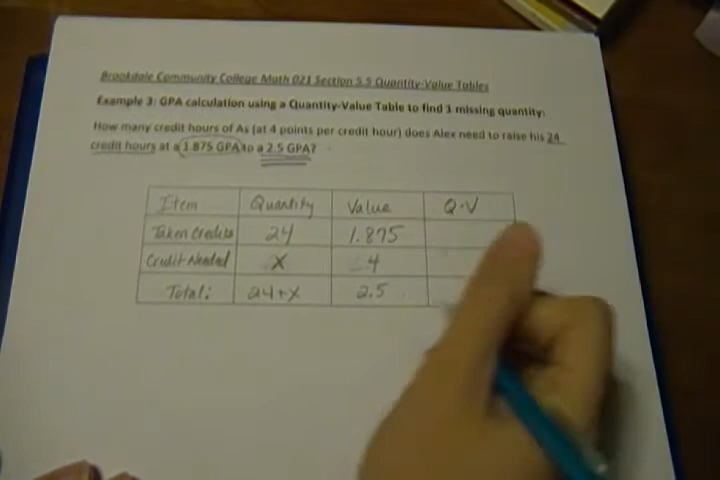 Brookdale Community College Math 021 Section 5.5 Quantity-Value Tables
Example 3: GPA calculation using a Quantity-Value Table to find 1 missing quantity:
How many credit hours of As (at 4 points per credit hour) does Alex need to raise his 24
credit hours at a 1.875 GPA to a 2.5 GPA?
Item Quantity Value Q·V
Taken Credits 24 1.875
Credit Needed x 4
Total: 24+x 2.5